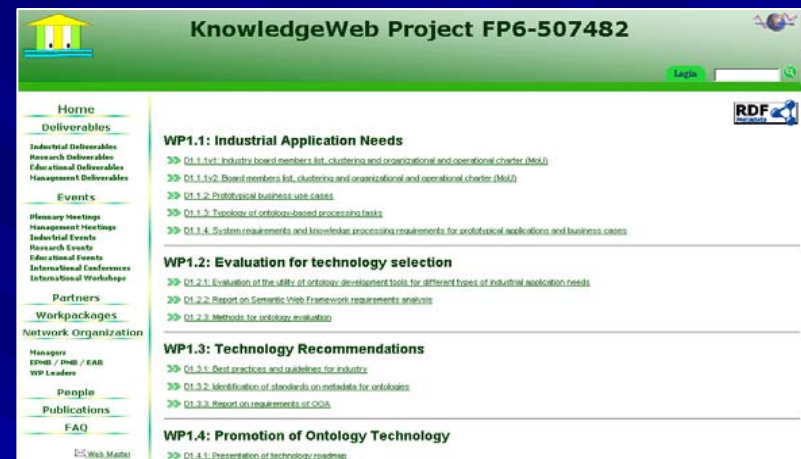 KnowledgeWeb Project FP6-507482
Login
RDF
Metadata
Home
Deliverables
Industrial Deliverables
Research Deliverables
Educational Deliverables
Management Deliverables
Events
Plennary Meetings
Management Meetings
Industrial Events
Research Events
Educational Events
International Conferences
International Workshops
Partners
Workpackages
Network Organization
Managers
EPMB / PMB / EAB
WP Leaders
People
Publications
FAQ
Web Master
WP1.1: Industrial Application Needs
D1.1.1v1: Industry board members list, clustering and organizational and operational charter (MoU)
D1.1.1v2: Board members list, clustering and organizational and operational charter (MoU)
D1.1.2: Prototypical business use cases
D1.1.3: Typology of ontology-based processing tasks
D1.1.4: System requirements and knowledge processing requirements for prototypical applications and business cases
WP1.2: Evaluation for technology selection
D1.2.1: Evaluation of the utility of ontology development tools for different types of industrial application needs
D1.2.2: Report on Semantic Web Framework requirements analysis
D1.2.3: Methods for ontology evaluation
WP1.3: Technology Recommendations
D1.3.1: Best practices and guidelines for industry
D1.3.2: Identification of standards on metadata for ontologies
D1.3.3: Report on requirements of OOA
WP1.4: Promotion of Ontology Technology
D1.4.1: Presentation of technology roadmap